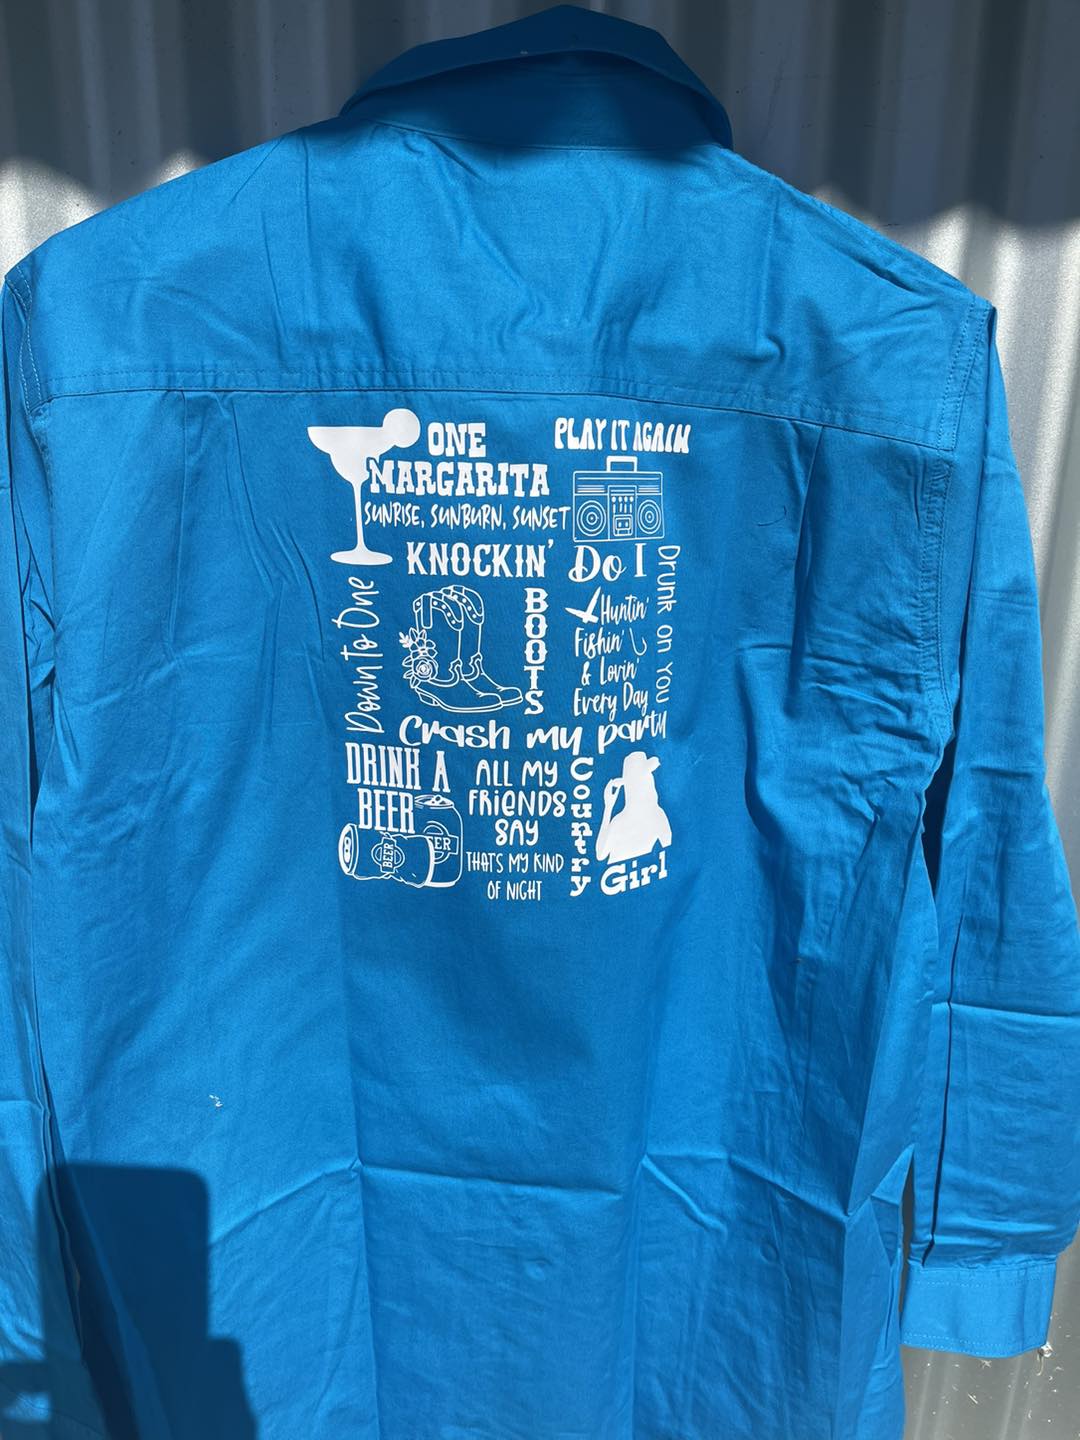 ONE
MARGARITA
SUNRISE, SUNBURN, SUNSET
PLAY IT AGAIN
KNOCKIN'
BOOTS
Down to One
Do I
Huntin'
Fishin'
& Lovin'
Every Day
Drunk on You
Crash my party
DRINK A
BEER
BEER
ER
ALL MY
FRIENDS
SAY
THAT'S MY KIND
OF NIGHT
Country
Girl